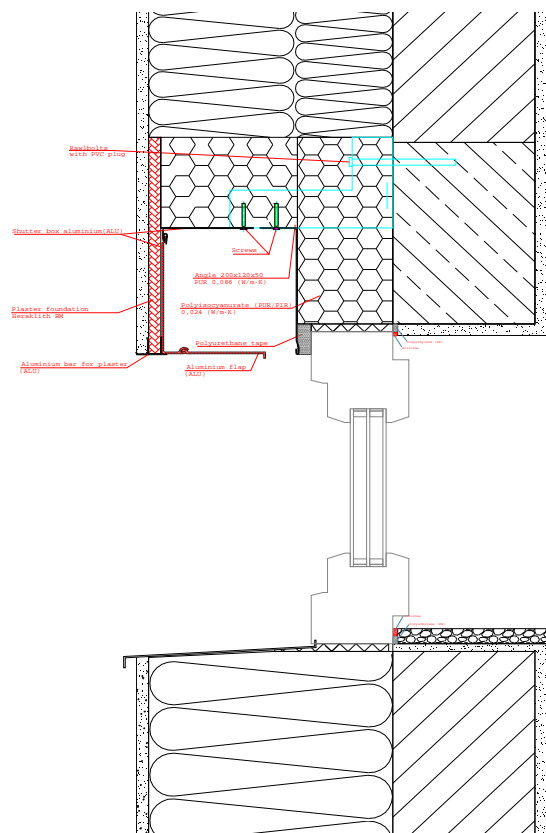 Rawlbolts
with PVC plug
Shutter box aluminium(ALU)
Screws
Angle 200x120x50
PUR 0,086 (W/m-K)
Polyisocyanurate (PUR/PIR)
0,024 (W/m-K)
Plaster foundation
Heraklith BM
Polyurethane tape
Aluminium bar for plaster
(ALU)
Aluminium flap
(ALU)